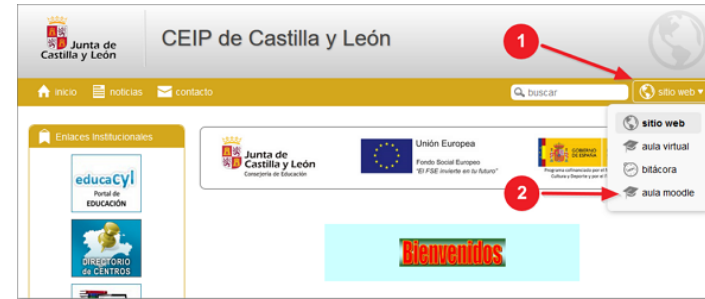 Junta de
Castilla y León
CEIP de Castilla y León
1
inicio
noticias
contacto
buscar
sitio web
sitio web
aula virtual
bitácora
aula moodle
2
Enlaces Institucionales
educacyl
Portal de
EDUCACIÓN
DIRECTORIO
de CENTROS
Junta de
Castilla y León
Consejería de Educación
Unión Europea
Fondo Social Europeo
"El FSE invierte en tu futuro"
GOBIERNO
DE ESPAÑA
Bienvenidos